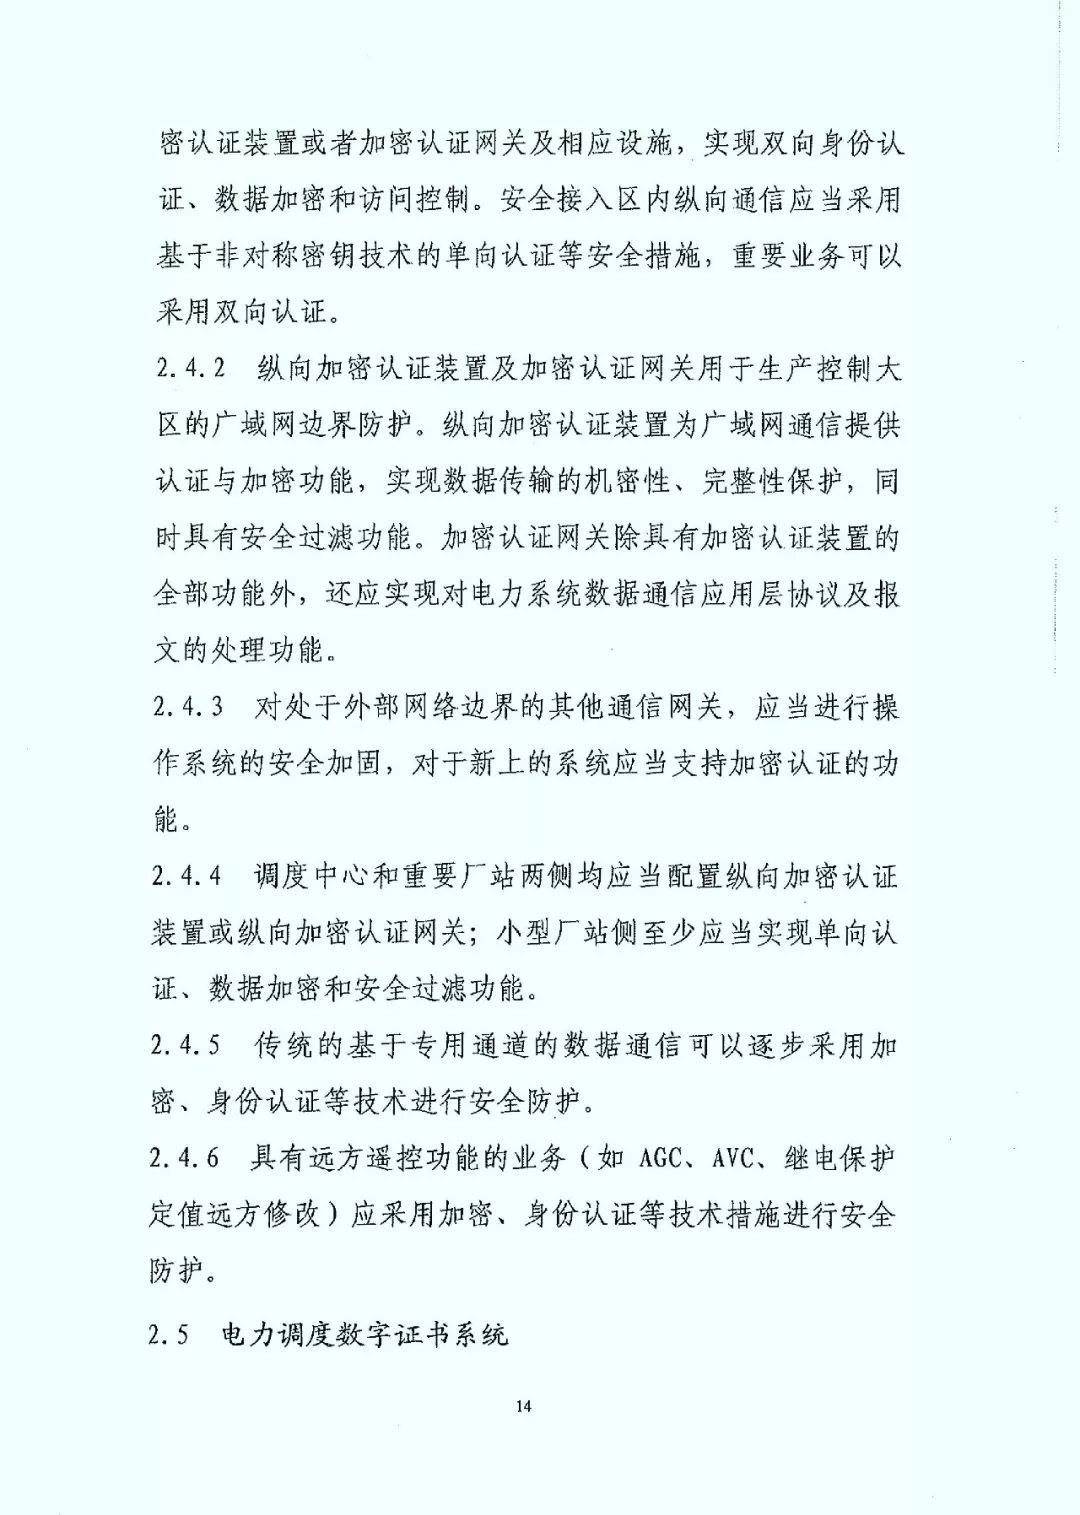 密认证装置或者加密认证网关及相应设施，实现双向身份认
证、数据加密和访问控制。安全接入区内纵向通信应当采用
基于非对称密钥技术的单向认证等安全措施，重要业务可以
采用双向认证。
2.4.2 纵向加密认证装置及加密认证网关用于生产控制大
区的广域网边界防护。纵向加密认证装置为广域网通信提供
认证与加密功能，实现数据传输的机密性、完整性保护，同
时具有安全过滤功能。加密认证网关除具有加密认证装置的
全部功能外，还应实现对电力系统数据通信应用层协议及报
文的处理功能。
2.4.3 对处于外部网络边界的其他通信网关，应当进行操
作系统的安全加固，对于新上的系统应当支持加密认证的功
能。
2.4.4 调度中心和重要厂站两侧均应当配置纵向加密认证
装置或纵向加密认证网关；小型厂站侧至少应当实现单向认
证、数据加密和安全过滤功能。
2.4.5 传统的基于专用通道的数据通信可以逐步采用加
密、身份认证等技术进行安全防护。
2.4.6 具有远方遥控功能的业务（如 AGC、AVC、继电保护
定值远方修改）应采用加密、身份认证等技术措施进行安全
防护。
2.5 电力调度数字证书系统
14